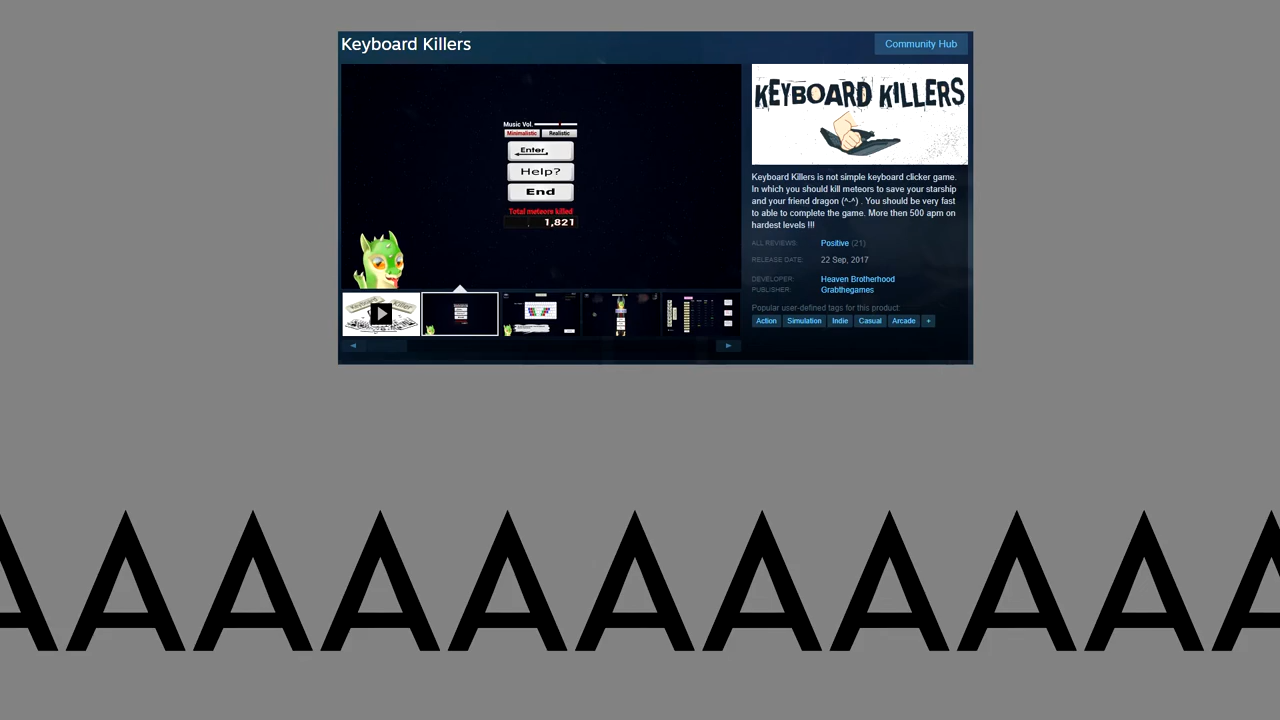 Keyboard Killers
Community Hub
Music Vol.
Minimalistic Realistic
Enter
Help?
End
Total meteors killed
1,821
KEYBOARD KILLERS
Keyboard Killers is not simple keyboard clicker game.
In which you should kill meteors to save your starship
and your friend dragon (^-^) . You should be very fast
to able to complete the game. More then 500 apm on
hardest levels !!!
ALL REVIEWS: Positive (21)
RELEASE DATE: 22 Sep, 2017
DEVELOPER: Heaven Brotherhood
PUBLISHER: Grabthegames
Popular user-defined tags for this product:
Action Simulation Indie Casual Arcade +
AAAAAAAAAAA